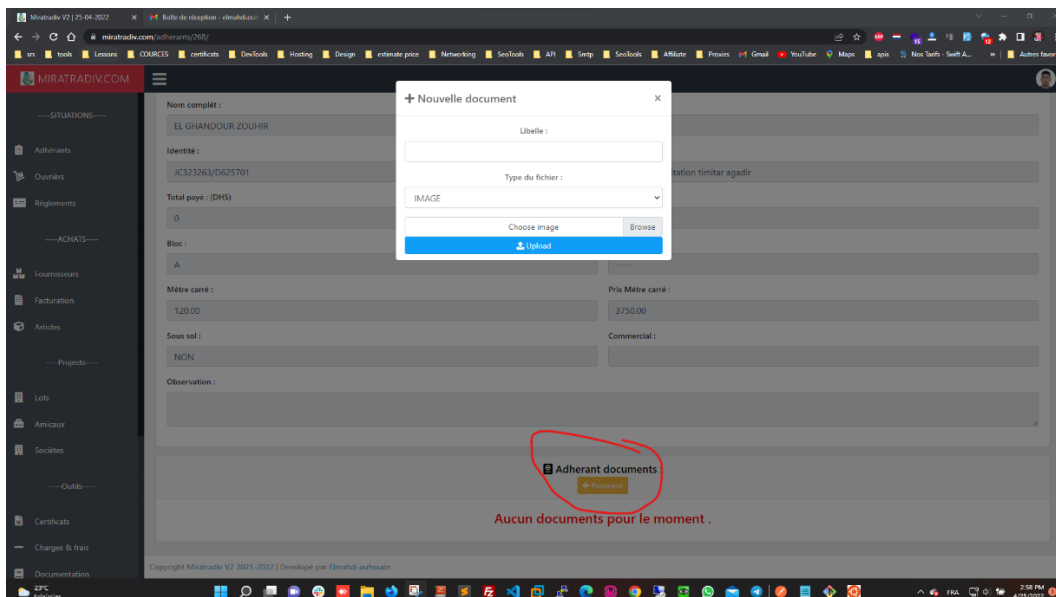 Miratradiv V2 | 25-04-2022
Boîte de réception - elmahdi.ouh
miratradiv.com/adherants/268/
srs tools Lessons COURCES certificats DevTools Hosting Design estimate price Networking SeoTools API Smtp SeoTools Affiliate Proxies Gmail YouTube Maps apis Nos Tarifs - Swift A... » Autres favor
MIRATRADIV.COM
+ Nouvelle document ×
Libelle :
Type du fichier :
IMAGE
Choose image Browse
Upload
----SITUATIONS----
Adhérants
Ouvriérs
Règlements
----ACHATS----
Fournisseurs
Facturation
Articles
----Projects----
Lots
Amicaux
Sociétes
----Outils----
Certificats
Charges & frais
Documentation
Nom complét :
EL GHANDOUR ZOUHIR
Identité :
JC323263/D625701
tation timitar agadir
Total payé : (DHS)
0
Bloc :
A
-----
Métre carré :
Prix Métre carré :
120.00
3750.00
Sous sol :
Commercial :
NON
Observation :
Adherant documents :
+ Paiement
Aucun documents pour le moment .
Copyright Miratradiv V2 2021-2022 | Developé par Elmahdi ouhssain
23°C
Eclaircies
FRA
2:58 PM
4/25/2022